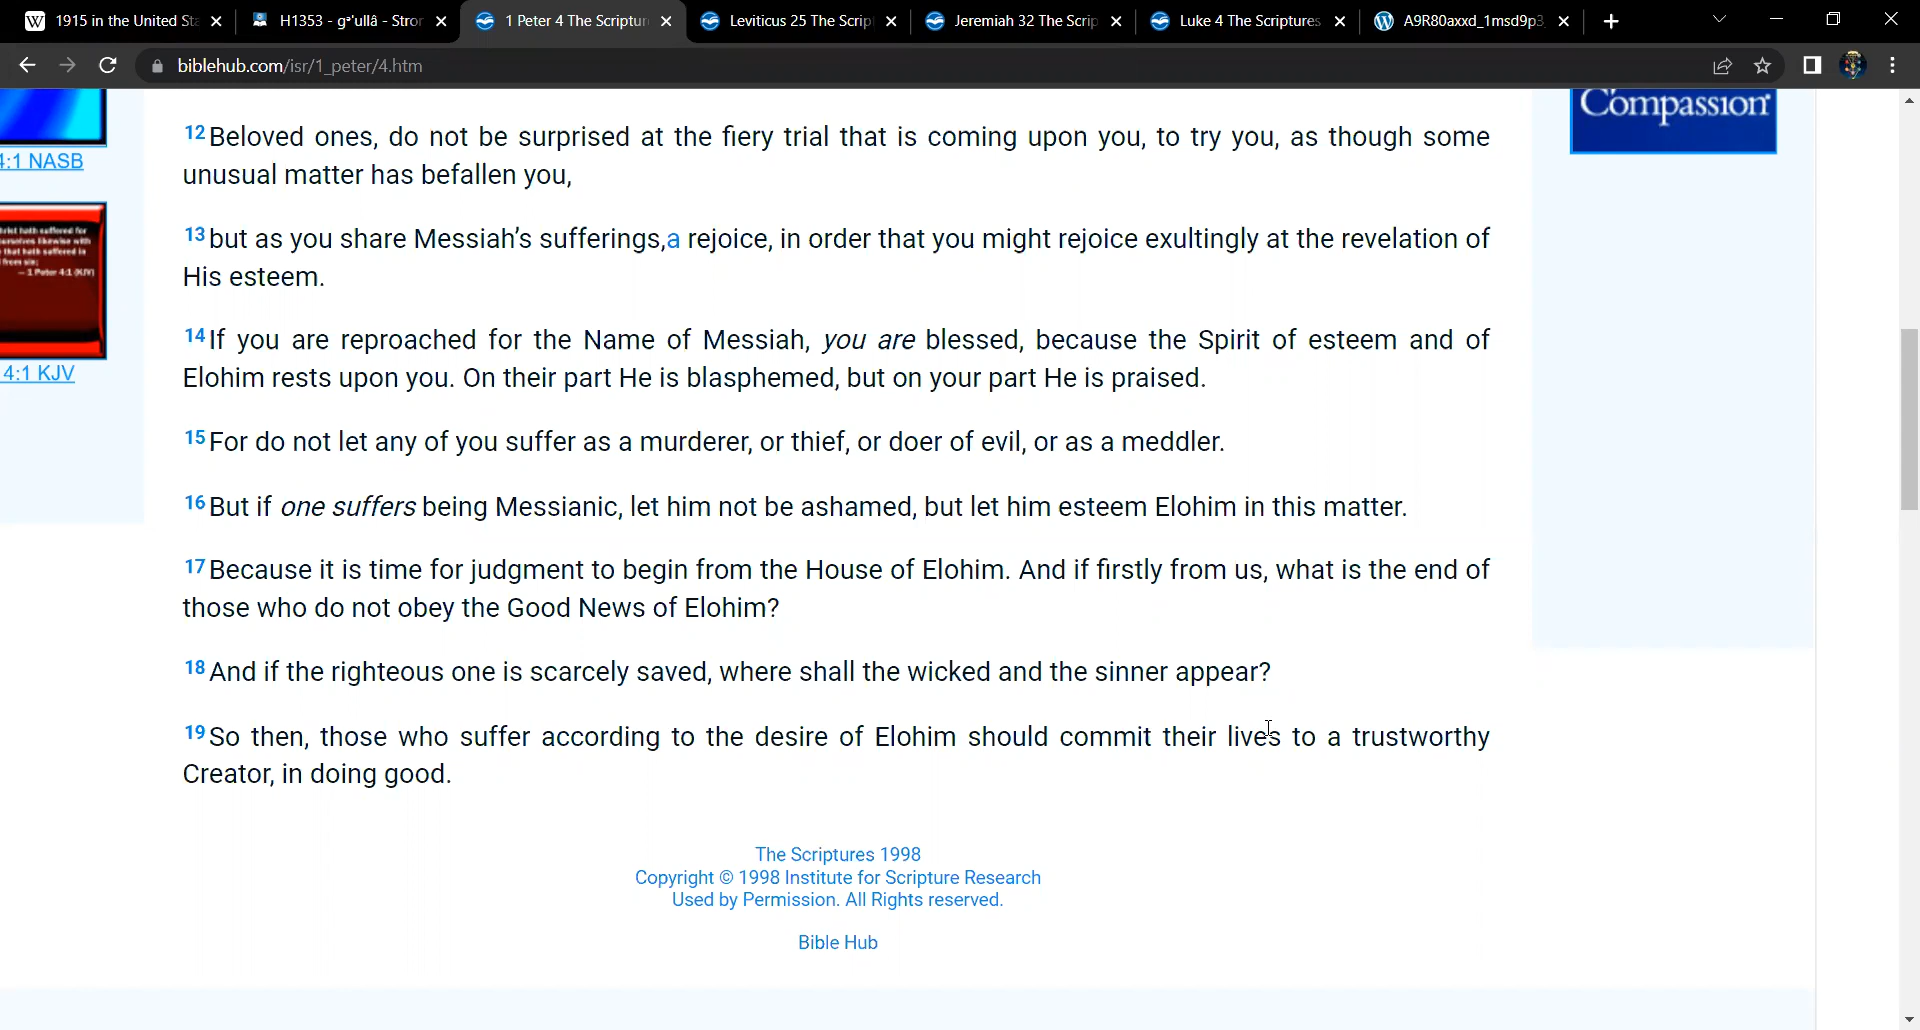 1915 in the United St
H1353 - gᵊ'ullâ - Stror
1 Peter 4 The Scriptur
Leviticus 25 The Scrip
Jeremiah 32 The Scrip
Luke 4 The Scriptures
A9R80axxd_1msd9p3
biblehub.com/isr/1_peter/4.htm
Compassion
4:1 NASB
4:1 KJV
— 1 Peter 4:1 (KJV)
12 Beloved ones, do not be surprised at the fiery trial that is coming upon you, to try you, as though some
unusual matter has befallen you,
13 but as you share Messiah's sufferings,a rejoice, in order that you might rejoice exultingly at the revelation of
His esteem.
14 If you are reproached for the Name of Messiah, you are blessed, because the Spirit of esteem and of
Elohim rests upon you. On their part He is blasphemed, but on your part He is praised.
15 For do not let any of you suffer as a murderer, or thief, or doer of evil, or as a meddler.
16 But if one suffers being Messianic, let him not be ashamed, but let him esteem Elohim in this matter.
17 Because it is time for judgment to begin from the House of Elohim. And if firstly from us, what is the end of
those who do not obey the Good News of Elohim?
18 And if the righteous one is scarcely saved, where shall the wicked and the sinner appear?
19 So then, those who suffer according to the desire of Elohim should commit their lives to a trustworthy
Creator, in doing good.
The Scriptures 1998
Copyright © 1998 Institute for Scripture Research
Used by Permission. All Rights reserved.
Bible Hub